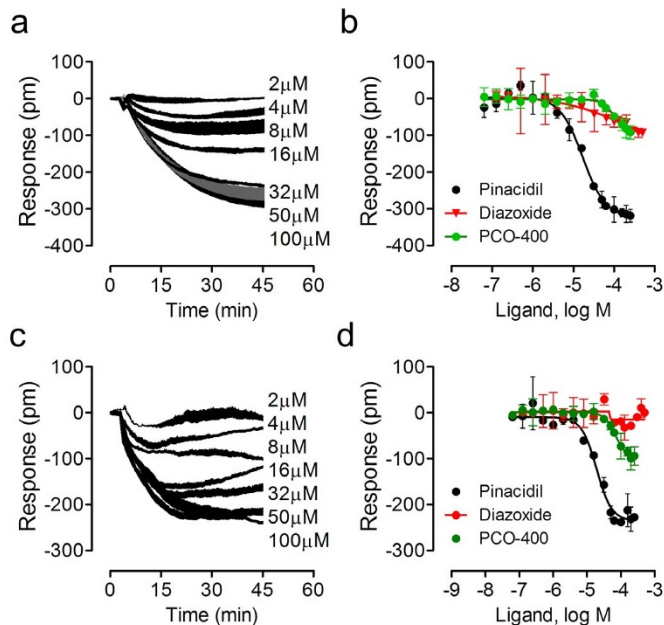 a
100
0
-100
-200
-300
-400
Response (pm)
2μM
4μM
8μM
16μM
32μM
50μM
100μM
0 15 30 45 60
Time (min)
b
100
0
-100
-200
-300
-400
Response (pm)
Pinacidil
Diazoxide
PCO-400
-8 -7 -6 -5 -4 -3
Ligand, log M
c
100
0
-100
-200
-300
Response (pm)
2μM
4μM
8μM
16μM
32μM
50μM
100μM
0 15 30 45 60
Time (min)
d
100
0
-100
-200
-300
Response (pm)
Pinacidil
Diazoxide
PCO-400
-9 -8 -7 -6 -5 -4 -3
Ligand, log M